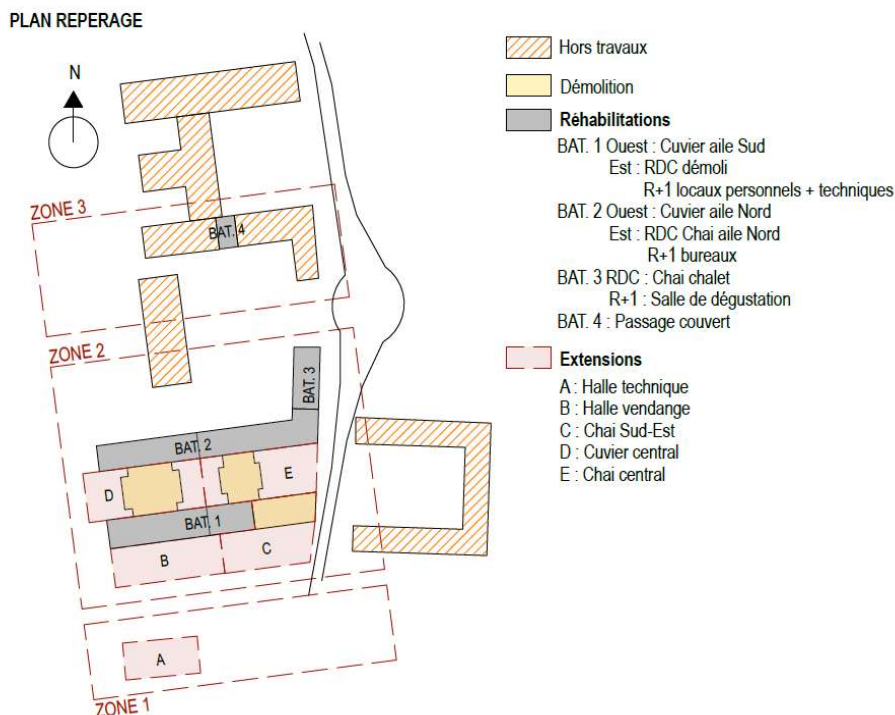 PLAN REPERAGE
N
ZONE 3
BAT. 4
ZONE 2
BAT. 3
BAT. 2
D
E
BAT. 1
B
C
A
ZONE 1
Hors travaux
Démolition
Réhabilitations
BAT. 1 Ouest : Cuvier aile Sud
Est : RDC démoli
R+1 locaux personnels + techniques
BAT. 2 Ouest : Cuvier aile Nord
Est : RDC Chai aile Nord
R+1 bureaux
BAT. 3 RDC : Chai chalet
R+1 : Salle de dégustation
BAT. 4 : Passage couvert
Extensions
A : Halle technique
B : Halle vendange
C : Chai Sud-Est
D : Cuvier central
E : Chai central